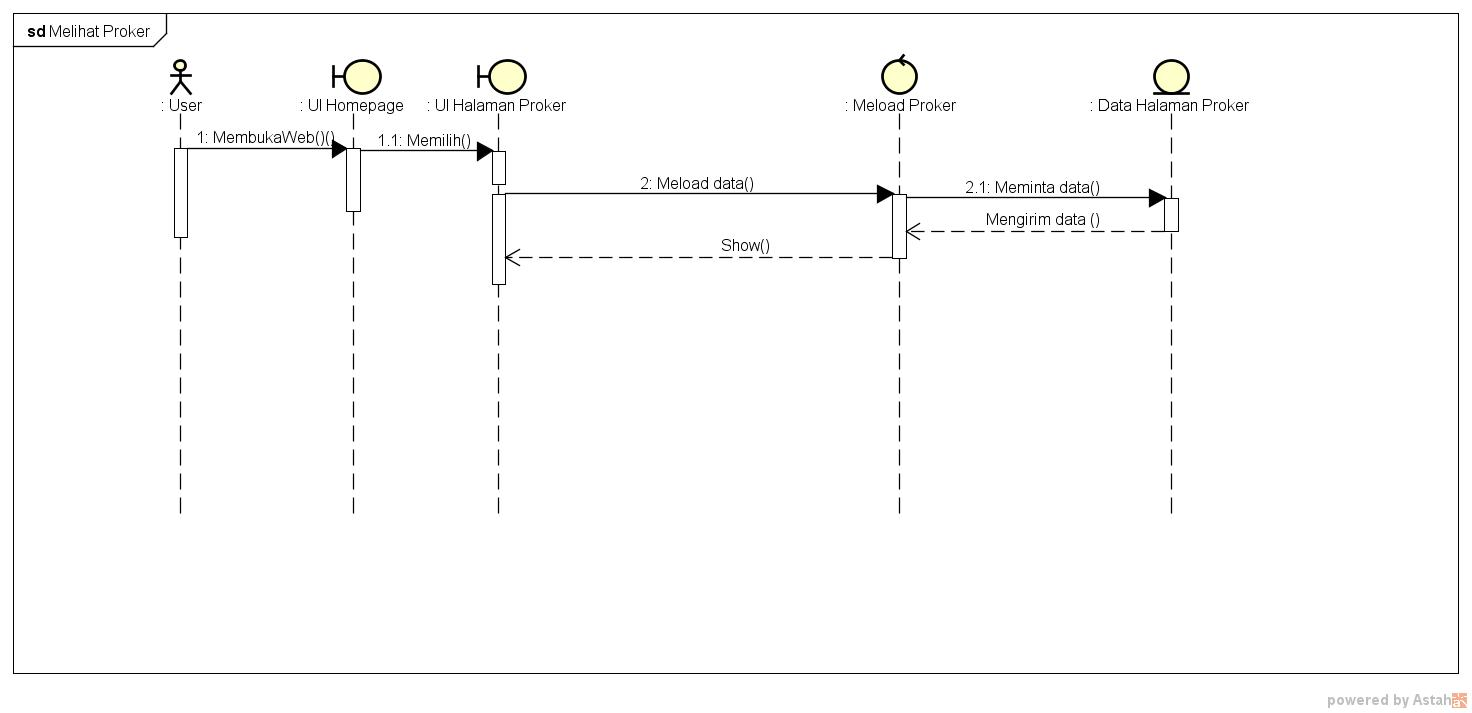 sd Melihat Proker
: User
: UI Homepage
: UI Halaman Proker
: Meload Proker
: Data Halaman Proker
1: MembukaWeb()()
1.1: Memilih()
2: Meload data()
2.1: Meminta data()
Mengirim data ()
Show()
powered by Astah